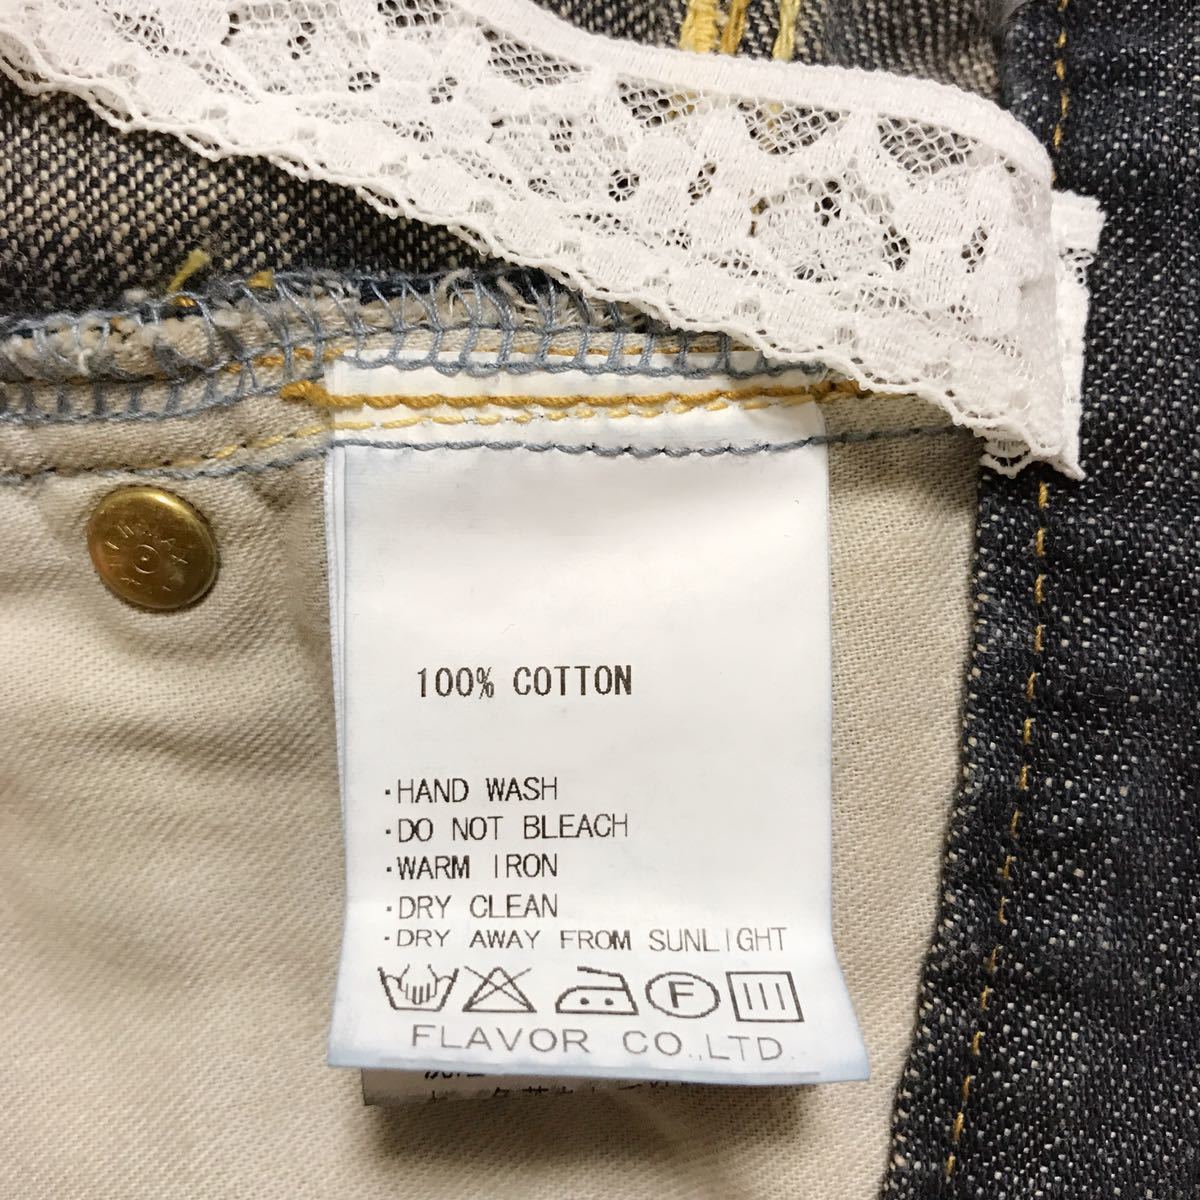 100% COTTON
·HAND WASH
·DO NOT BLEACH
·WARM IRON
·DRY CLEAN
·DRY AWAY FROM SUNLIGHT
F
FLAVOR CO.,LTD.